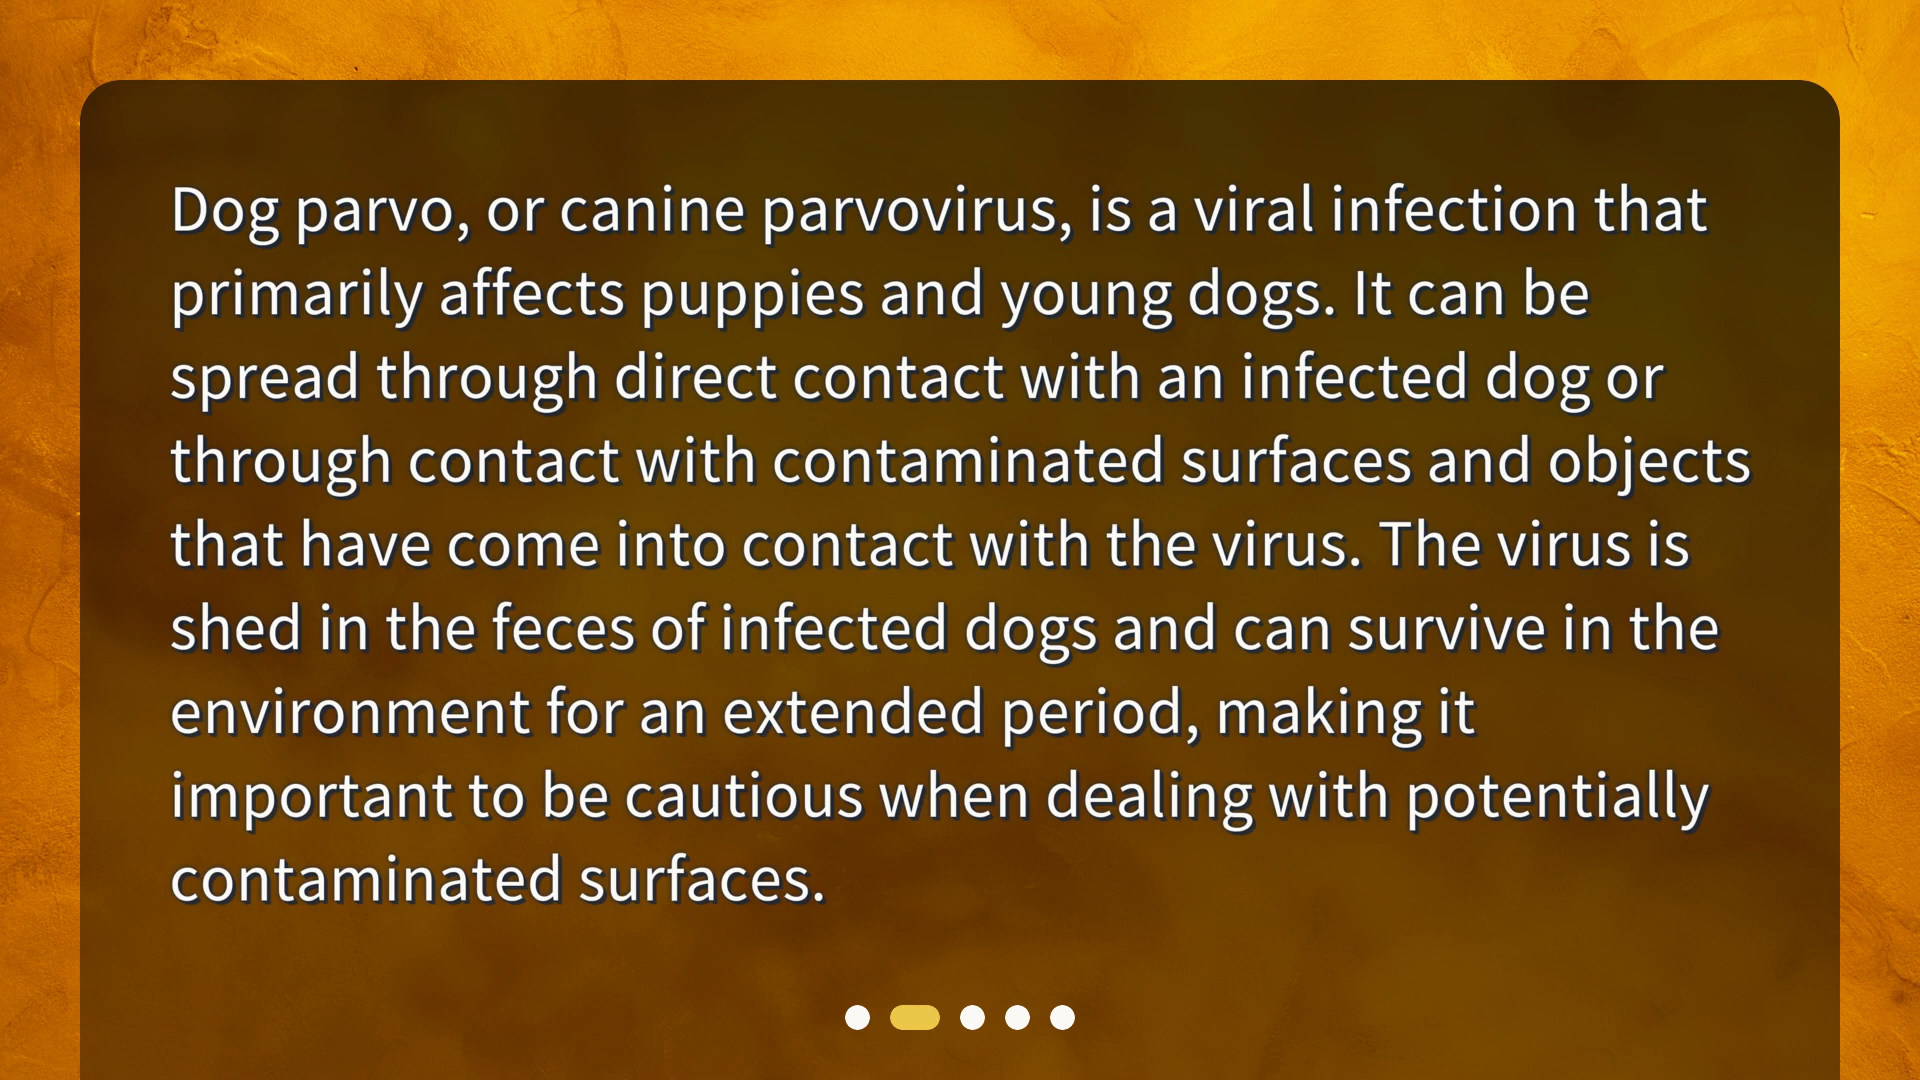 Dog parvo, or canine parvovirus, is a viral infection that
primarily affects puppies and young dogs. It can be
spread through direct contact with an infected dog or
through contact with contaminated surfaces and objects
that have come into contact with the virus. The virus is
shed in the feces of infected dogs and can survive in the
environment for an extended period, making it
important to be cautious when dealing with potentially
contaminated surfaces.